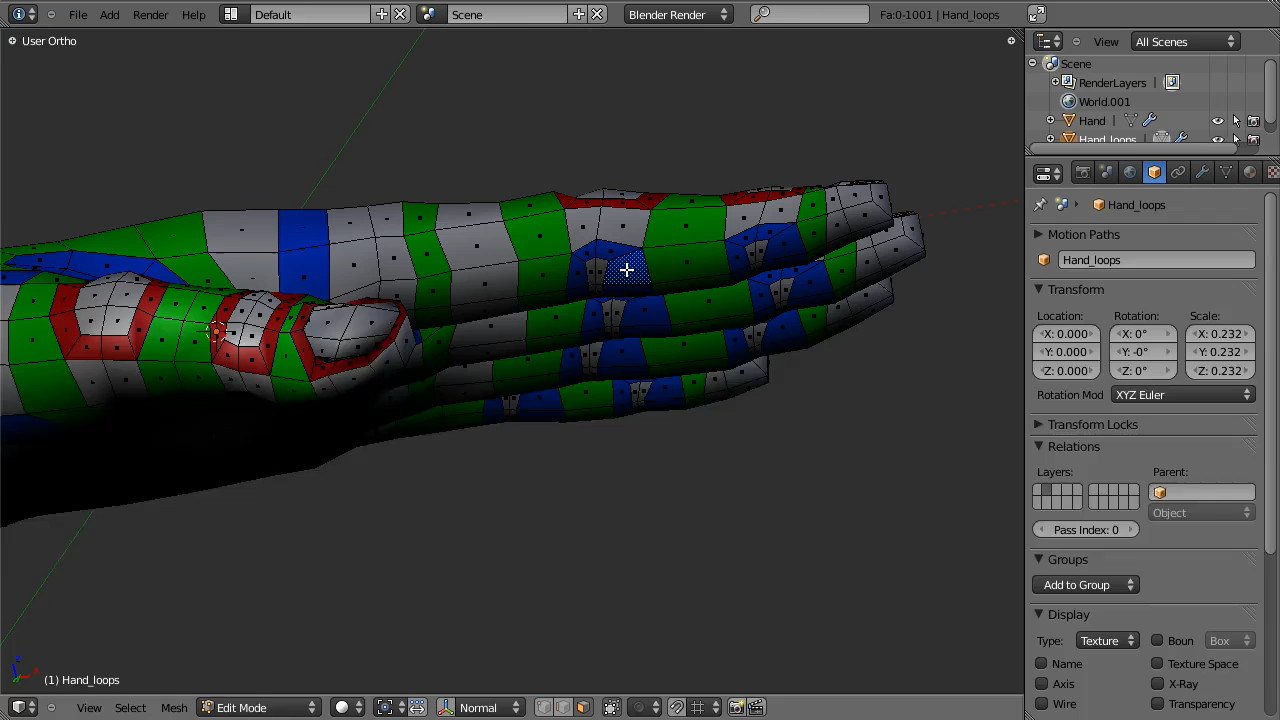 File Add Render Help Default Scene Blender Render Fa:0-1001 | Hand_loops
User Ortho
View All Scenes
Scene
RenderLayers
World.001
Hand
Hand_loops
Hand_loops
Motion Paths
Hand_loops
Transform
Location: Rotation: Scale:
X: 0.000 X: 0° X: 0.232
Y: 0.000 Y: -0° Y: 0.232
Z: 0.000 Z: 0° Z: 0.232
Rotation Mod XYZ Euler
Transform Locks
Relations
Layers: Parent:
Object
Pass Index: 0
Groups
Add to Group
Display
Type: Texture Boun Box
Name Texture Space
Axis X-Ray
Wire Transparency
(1) Hand_loops
View Select Mesh Edit Mode Normal